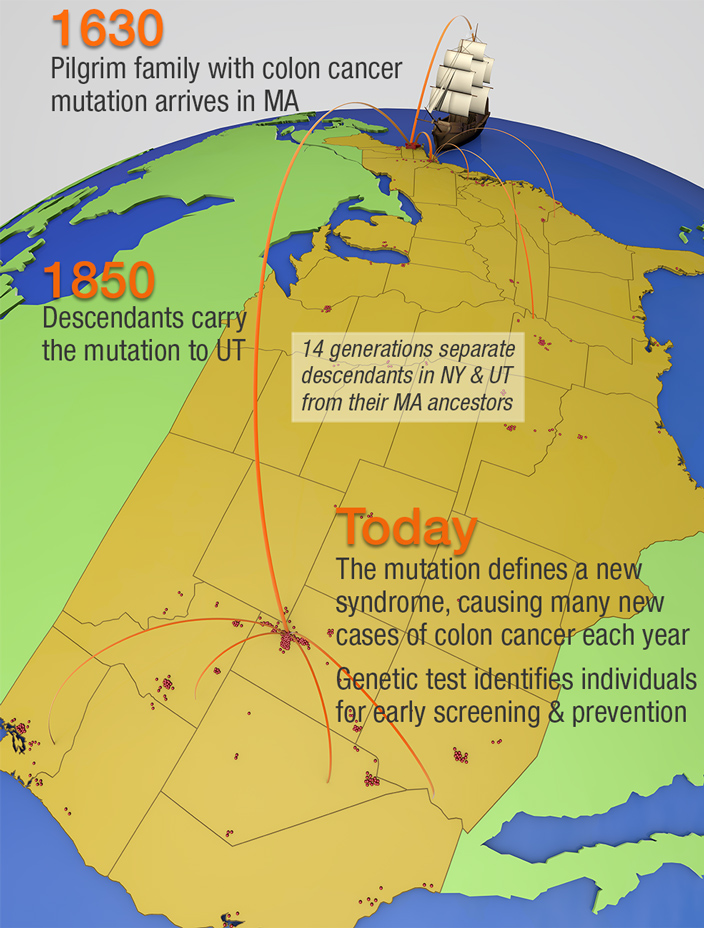 1630
Pilgrim family with colon cancer
mutation arrives in MA
1850
Descendants carry
the mutation to UT
14 generations separate
descendants in NY & UT
from their MA ancestors
Today
The mutation defines a new
syndrome, causing many new
cases of colon cancer each year
Genetic test identifies individuals
for early screening & prevention